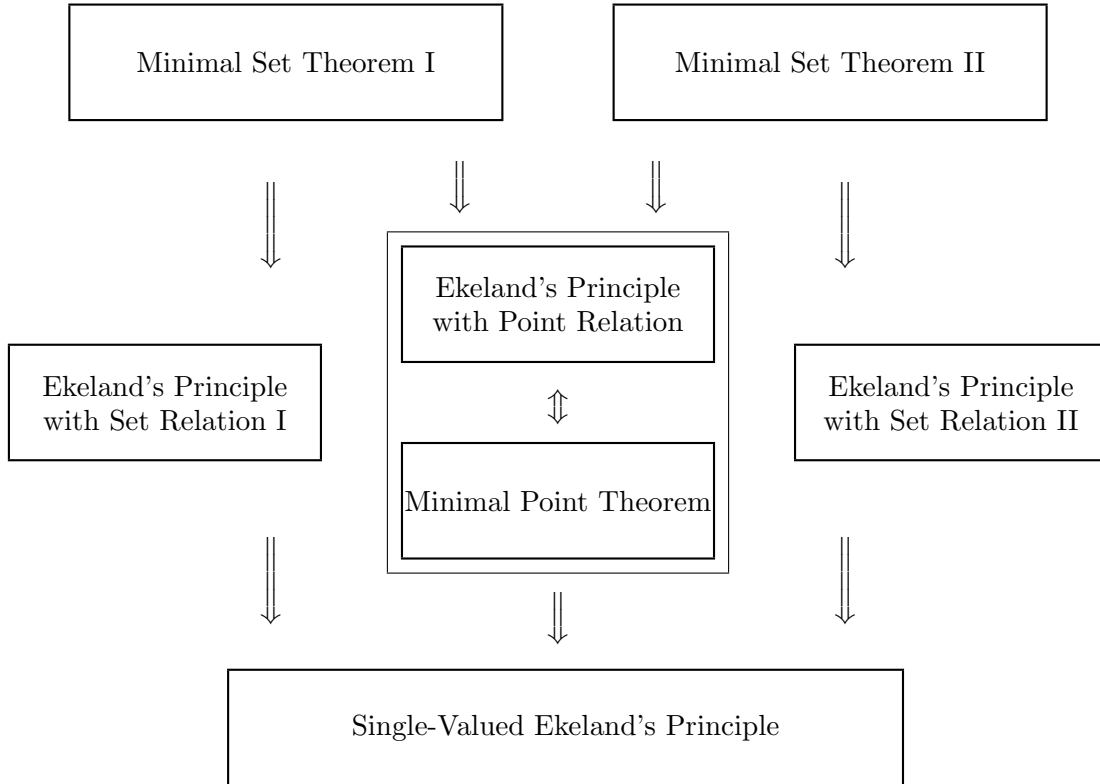 Minimal Set Theorem I
Minimal Set Theorem II
⇓ ⇓
⇓ ⇓
Ekeland's Principle
with Point Relation
Ekeland's Principle
with Set Relation I
⇕
Ekeland's Principle
with Set Relation II
Minimal Point Theorem
⇓ ⇓
⇓
Single-Valued Ekeland's Principle